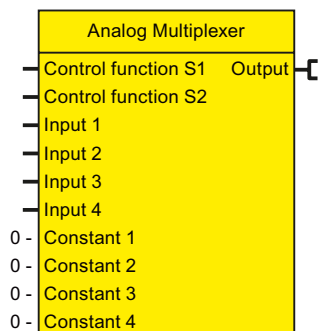 Analog Multiplexer
Control function S1 Output
Control function S2
Input 1
Input 2
Input 3
Input 4
0 - Constant 1
0 - Constant 2
0 - Constant 3
0 - Constant 4